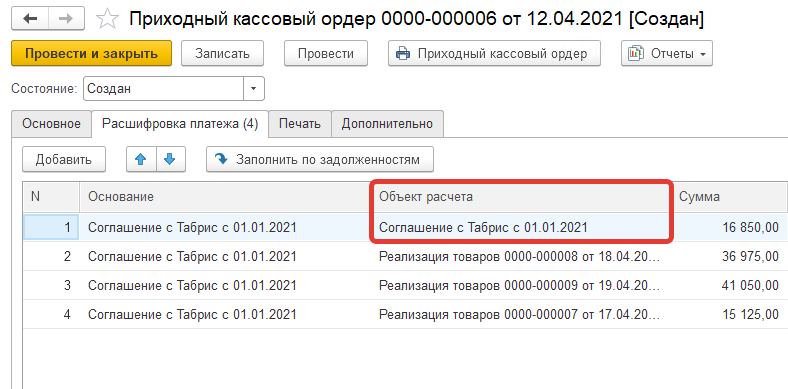 Приходный кассовый ордер 0000-000006 от 12.04.2021 [Создан]
Провести и закрыть Записать Провести Приходный кассовый ордер Отчеты
Состояние: Создан
Основное Расшифровка платежа (4) Печать Дополнительно
Добавить Заполнить по задолженностям
N Основание Объект расчета Сумма
1 Соглашение с Табрис с 01.01.2021 Соглашение с Табрис с 01.01.2021 16 850,00
2 Соглашение с Табрис с 01.01.2021 Реализация товаров 0000-000008 от 18.04.20... 36 975,00
3 Соглашение с Табрис с 01.01.2021 Реализация товаров 0000-000009 от 19.04.20... 41 050,00
4 Соглашение с Табрис с 01.01.2021 Реализация товаров 0000-000007 от 17.04.20... 15 125,00